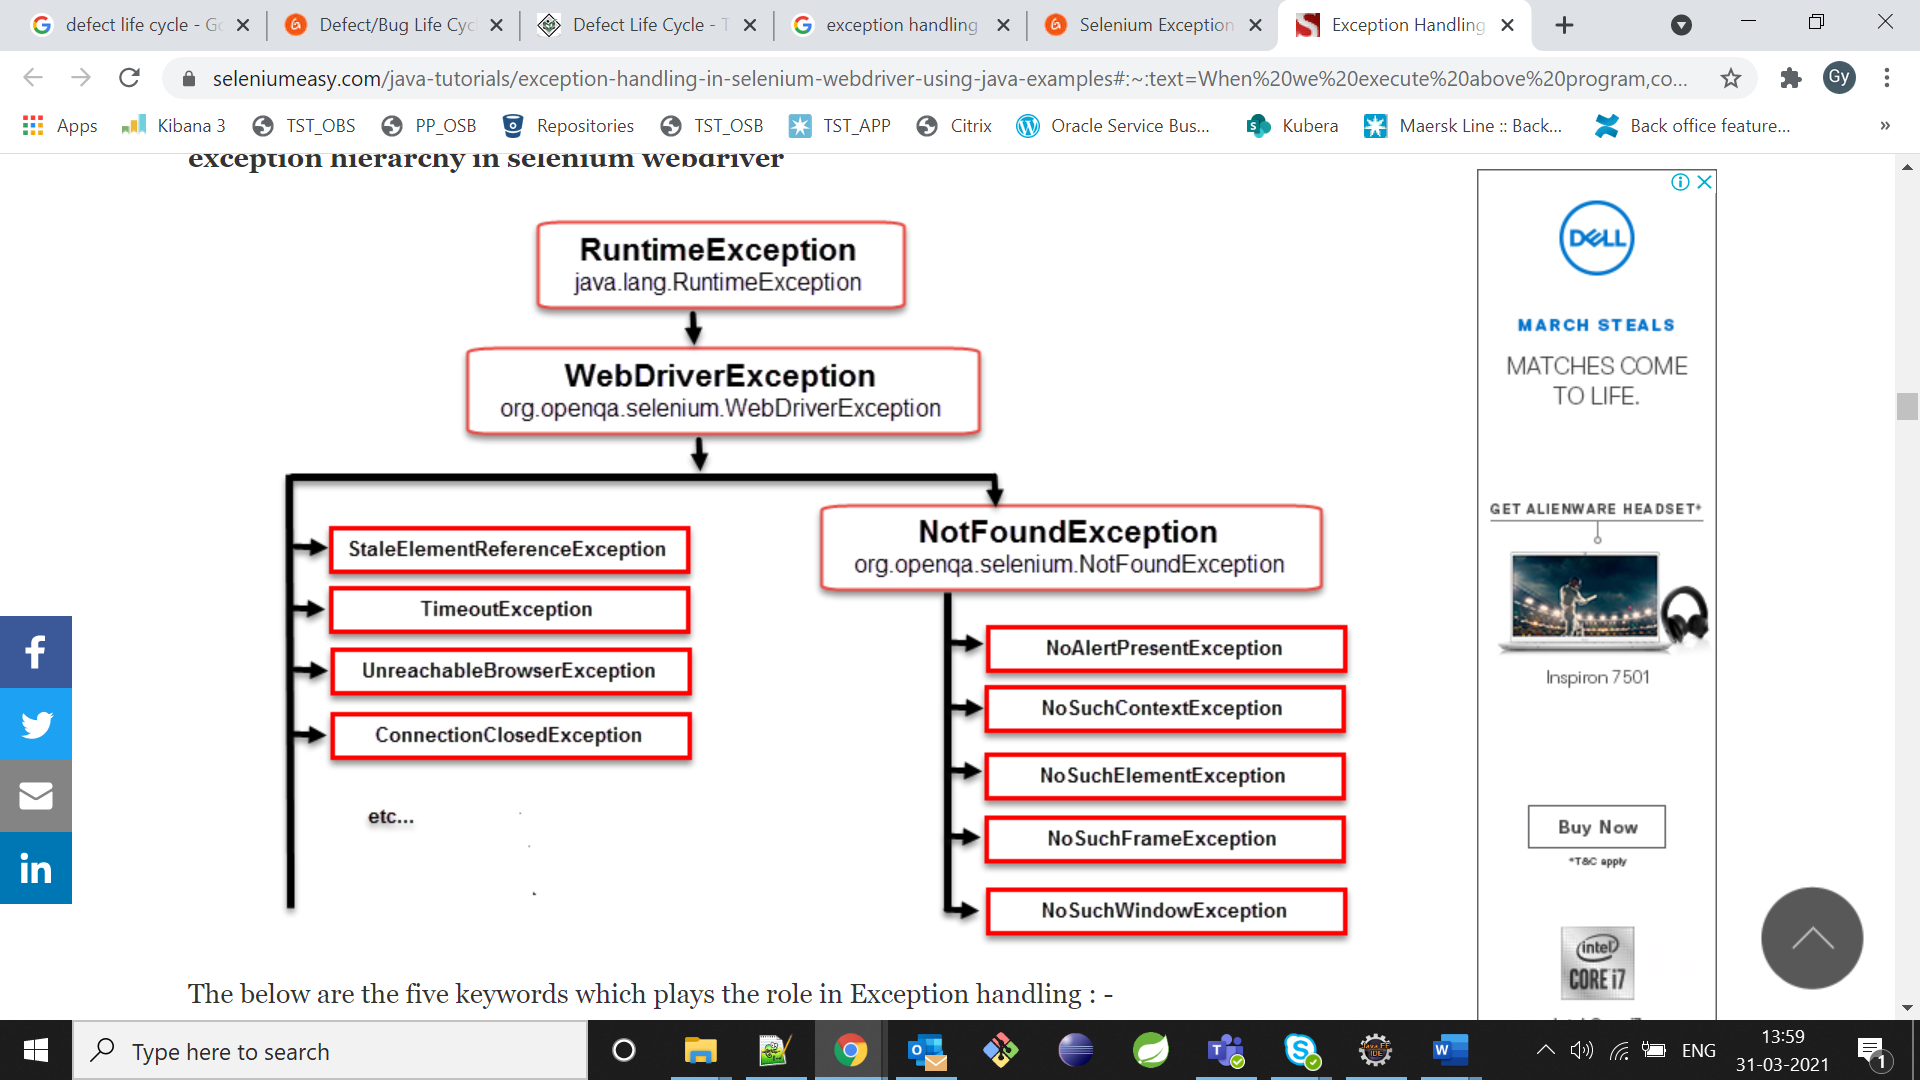 defect life cycle - Go
Defect/Bug Life Cyc
Defect Life Cycle - T
exception handling
Selenium Exception
Exception Handling
seleniumeasy.com/java-tutorials/exception-handling-in-selenium-webdriver-using-java-examples#:~:text=When%20we%20execute%20above%20program,co...
Gy
Apps
Kibana 3
TST_OBS
PP_OSB
Repositories
TST_OSB
TST_APP
Citrix
Oracle Service Bus...
Kubera
Maersk Line :: Back...
Back office feature...
»
exception hierarchy in selenium webdriver
RuntimeException
java.lang.RuntimeException
WebDriverException
org.openqa.selenium.WebDriverException
StaleElementReferenceException
TimeoutException
UnreachableBrowserException
ConnectionClosedException
etc...
NotFoundException
org.openqa.selenium.NotFoundException
NoAlertPresentException
NoSuchContextException
NoSuchElementException
NoSuchFrameException
NoSuchWindowException
The below are the five keywords which plays the role in Exception handling : -
DELL
MARCH STEALS
MATCHES COME
TO LIFE.
GET ALIENWARE HEADSET*
Inspiron 7501
Buy Now
*T&C apply
intel
CORE i7
Type here to search
ENG
13:59
31-03-2021
1